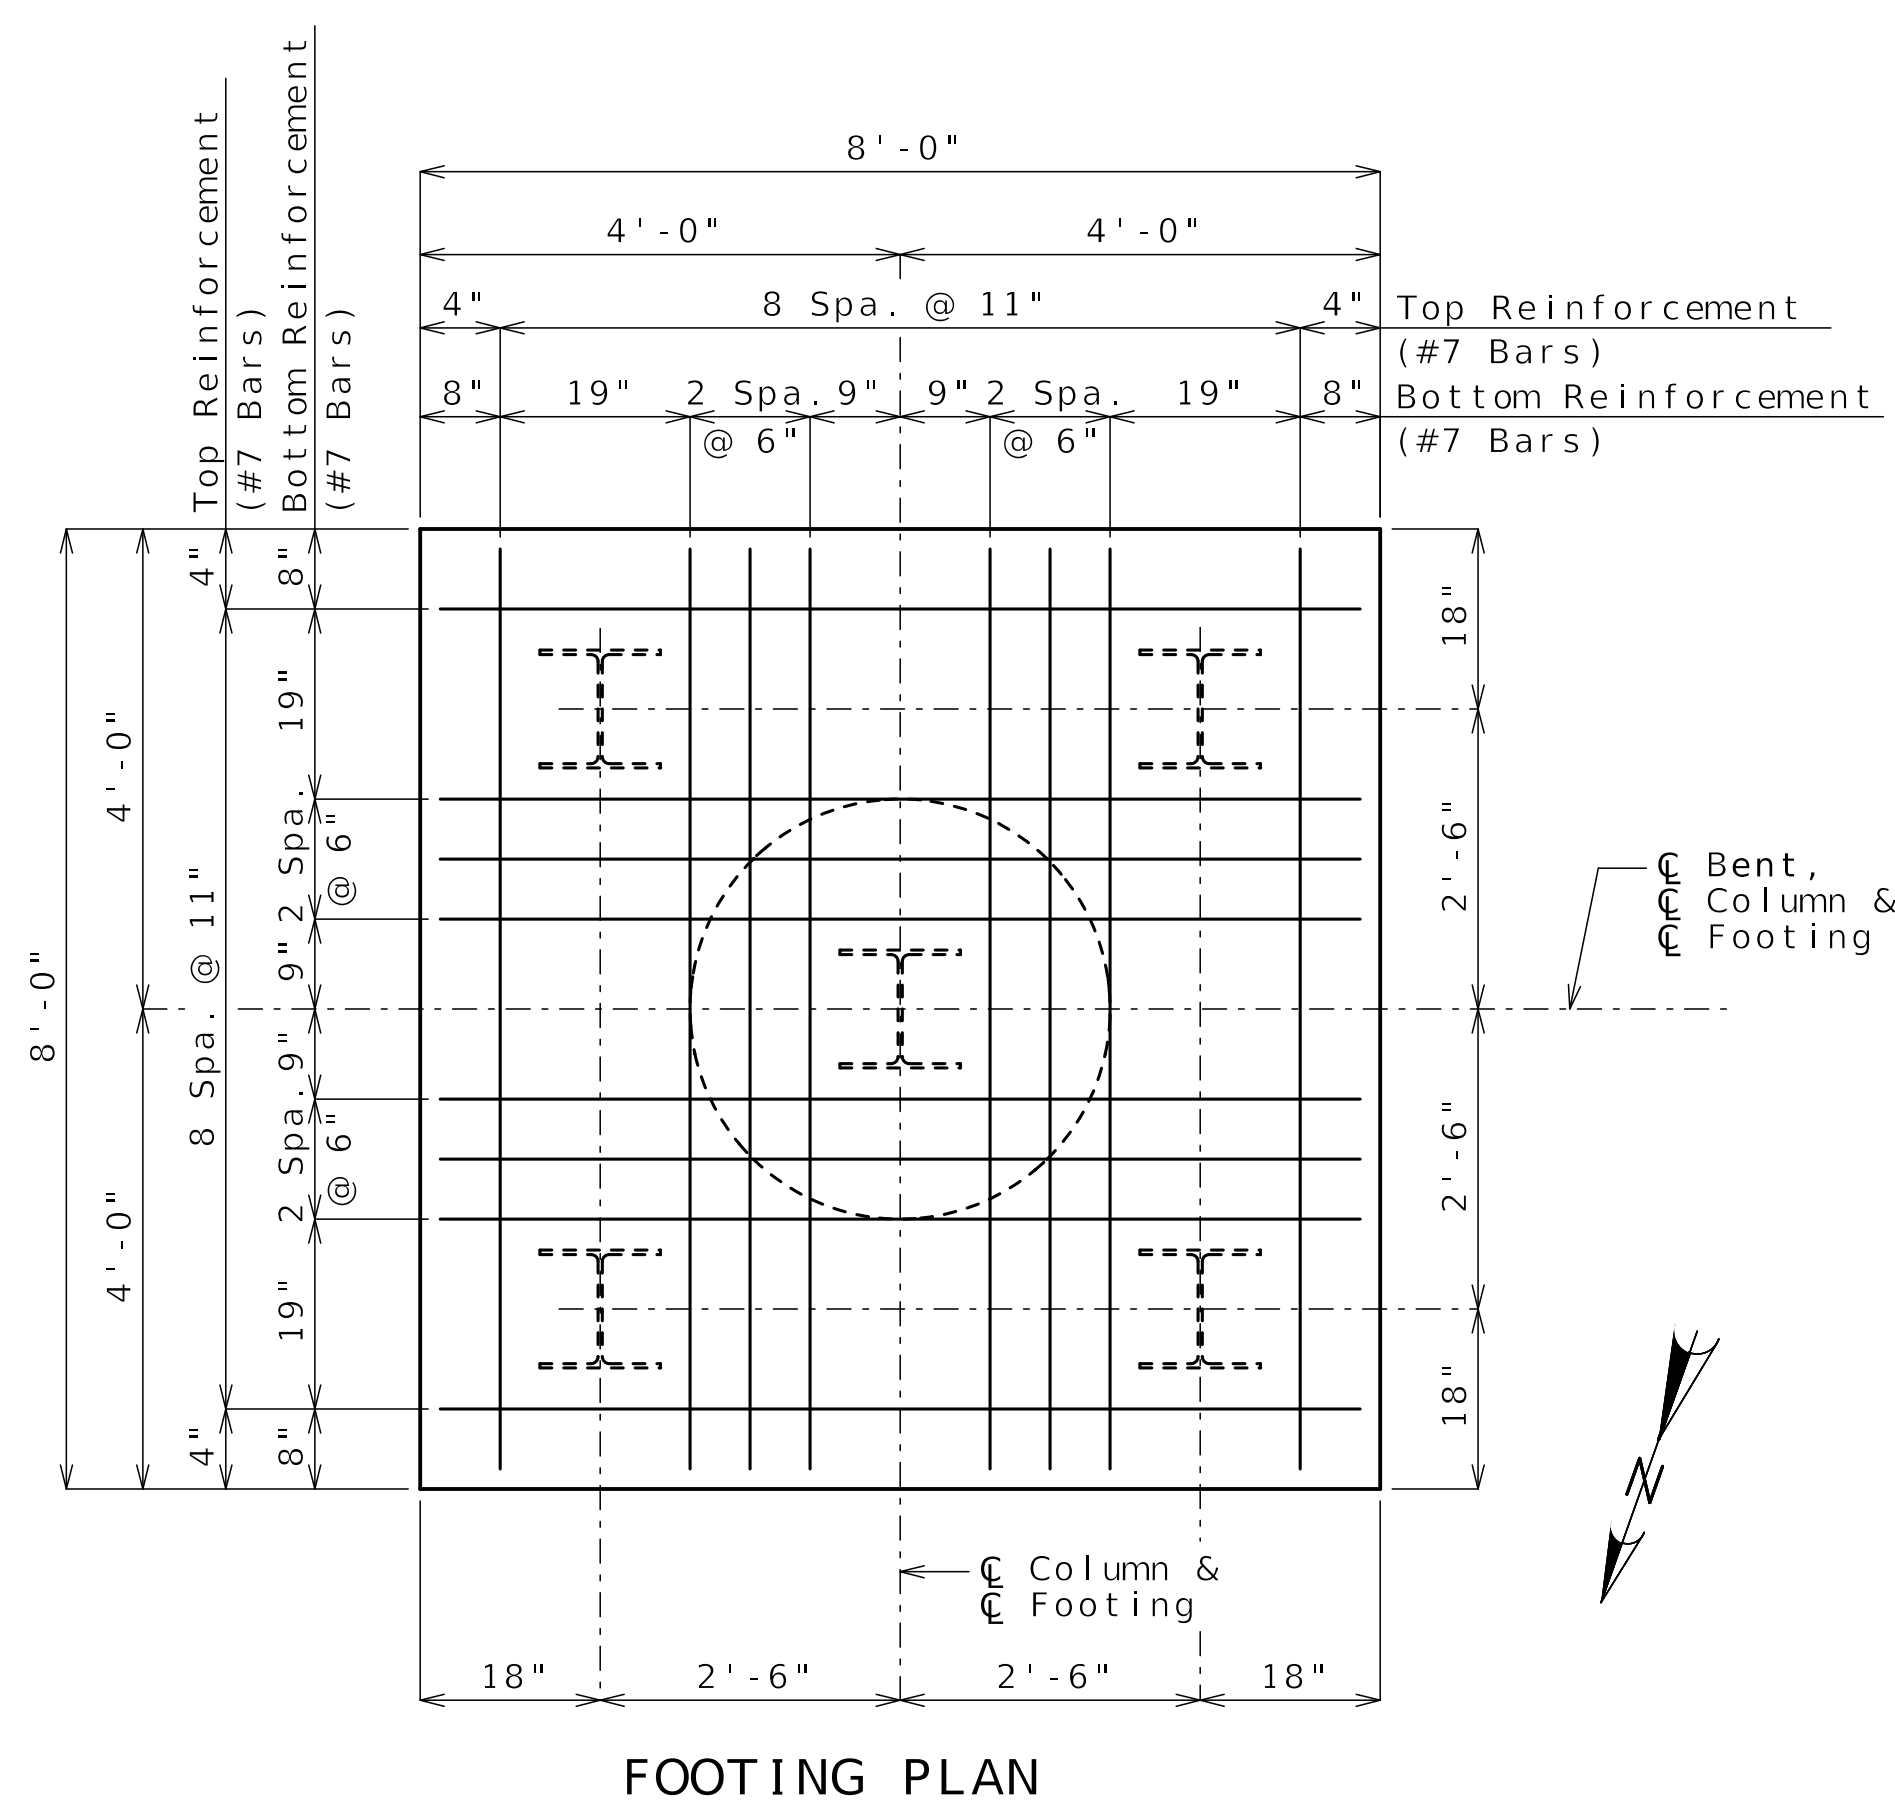 8'-0"
4'-0" 4'-0"
4" 8 Spa. @ 11" 4" Top Reinforcement
(#7 Bars)
8" 19" 2 Spa. 9" 9" 2 Spa. 19" 8" Bottom Reinforcement
@ 6" @ 6" (#7 Bars)
Top Reinforcement
(#7 Bars)
Bottom Reinforcement
(#7 Bars)
8'-0"
4'-0"
4'-0"
4"
8 Spa. @ 11"
4"
8"
19"
2 Spa.
@ 6"
9"
9"
2 Spa.
@ 6"
19"
8"
18"
2'-6"
2'-6"
18"
℄ Bent,
℄ Column &
℄ Footing
N
℄ Column &
℄ Footing
18" 2'-6" 2'-6" 18"
FOOTING PLAN